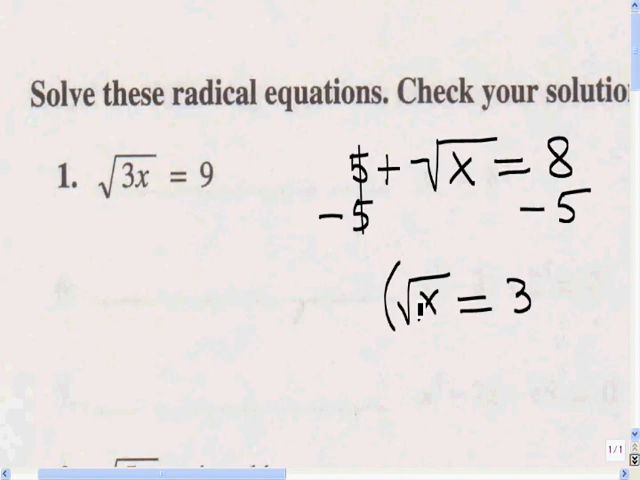 Solve these radical equations. Check your solutio
1. √3x = 9
5 + √x = 8
- 5 - 5
(√x = 3
1/1